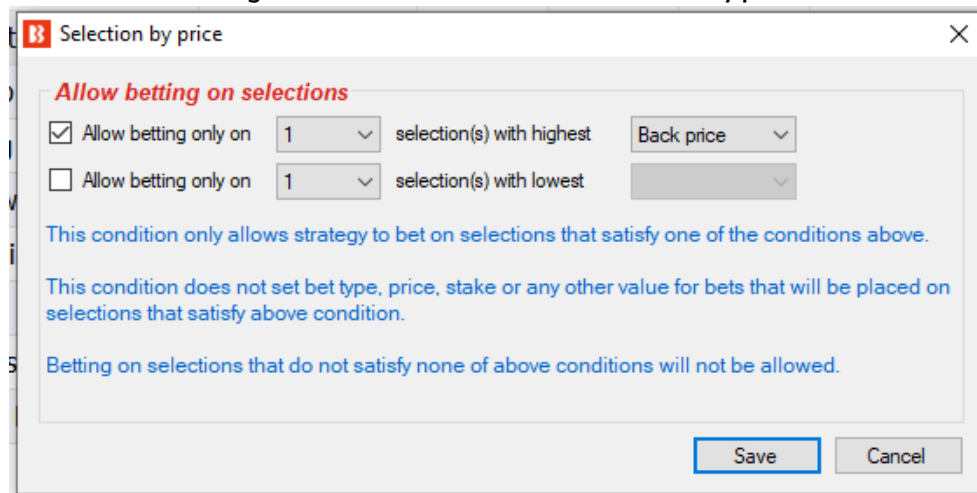 Selection by price
Allow betting on selections
Allow betting only on 1 selection(s) with highest Back price
Allow betting only on 1 selection(s) with lowest
This condition only allows strategy to bet on selections that satisfy one of the conditions above.
This condition does not set bet type, price, stake or any other value for bets that will be placed on
selections that satisfy above condition.
Betting on selections that do not satisfy none of above conditions will not be allowed.
Save Cancel